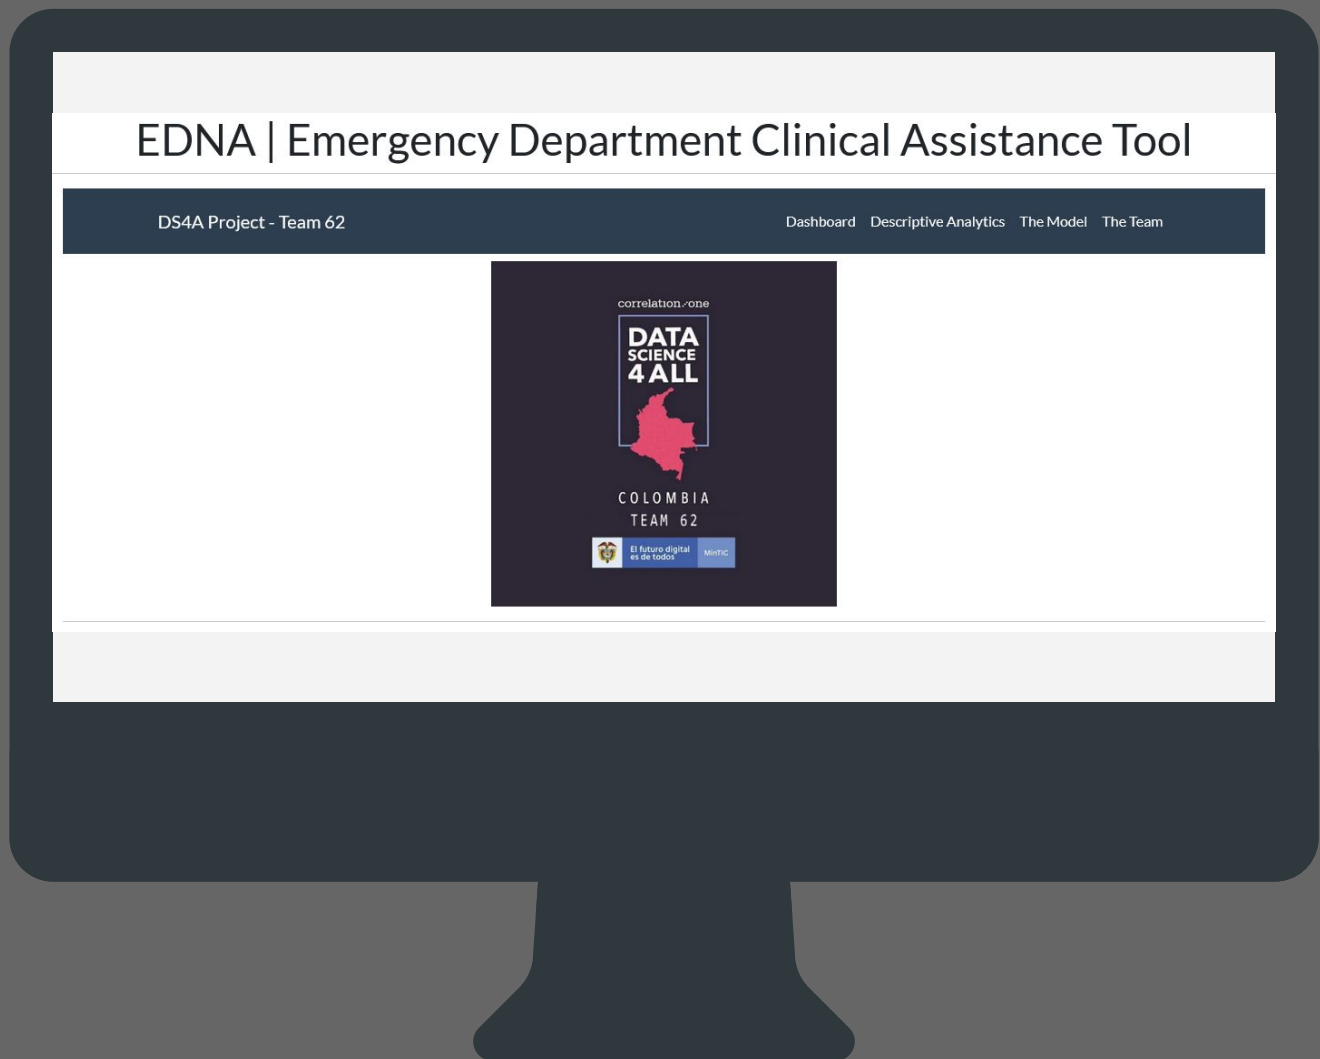 EDNA | Emergency Department Clinical Assistance Tool
DS4A Project - Team 62 Dashboard Descriptive Analytics The Model The Team
correlation one
DATA
SCIENCE
4 ALL
COLOMBIA
TEAM 62
El futuro digital
es de todos
MinTIC